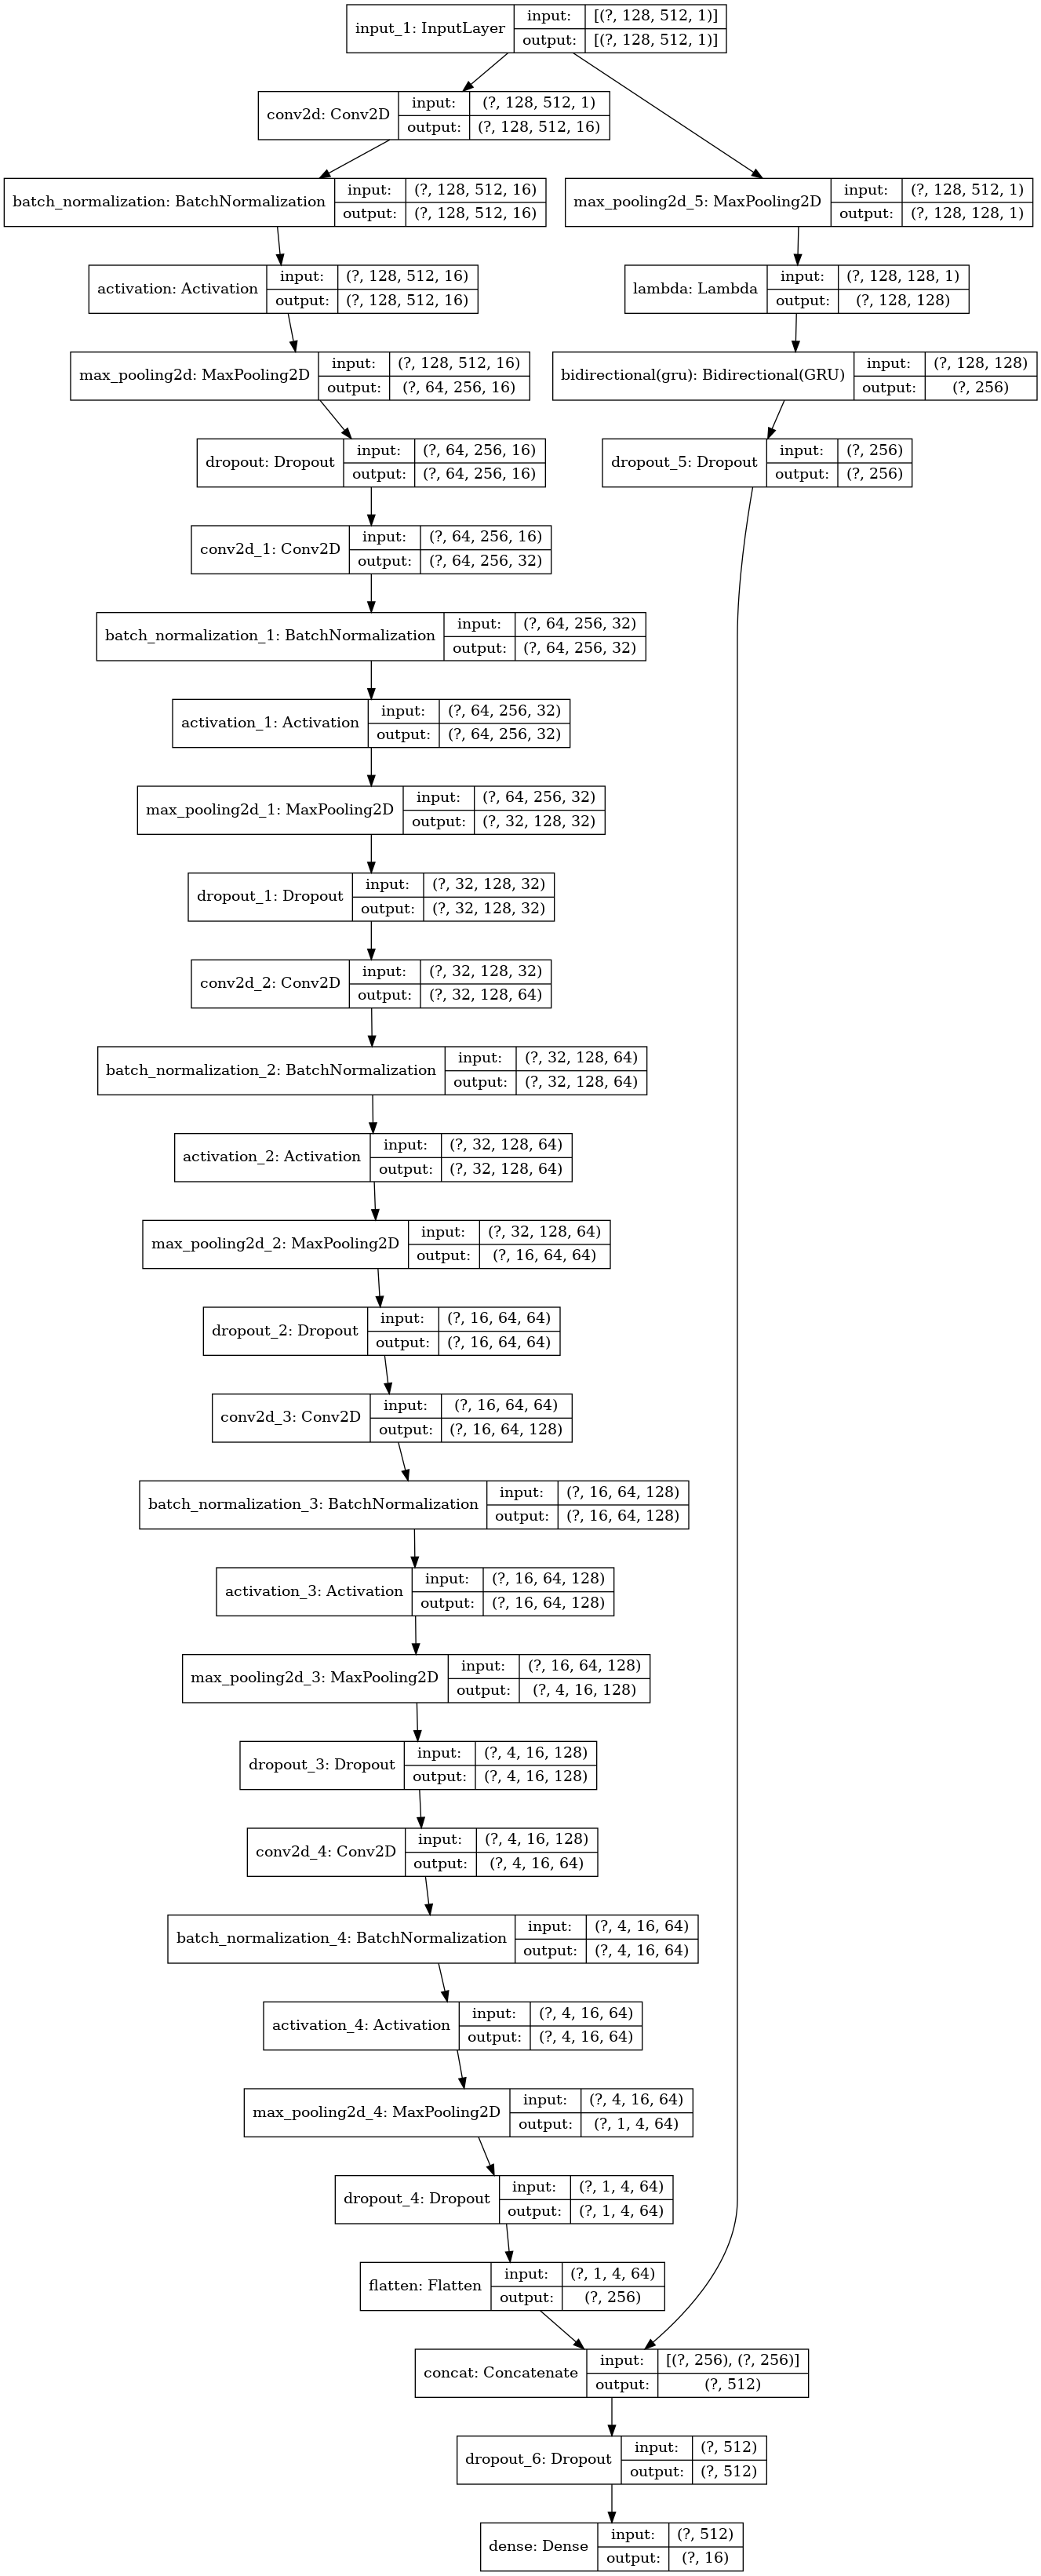 input_1: InputLayer
input: [(?, 128, 512, 1)]
output: [(?, 128, 512, 1)]
conv2d: Conv2D
input: (?, 128, 512, 1)
output: (?, 128, 512, 16)
batch_normalization: BatchNormalization
input: (?, 128, 512, 16)
output: (?, 128, 512, 16)
max_pooling2d_5: MaxPooling2D
input: (?, 128, 512, 1)
output: (?, 128, 128, 1)
activation: Activation
input: (?, 128, 512, 16)
output: (?, 128, 512, 16)
lambda: Lambda
input: (?, 128, 128, 1)
output: (?, 128, 128)
max_pooling2d: MaxPooling2D
input: (?, 128, 512, 16)
output: (?, 64, 256, 16)
bidirectional(gru): Bidirectional(GRU)
input: (?, 128, 128)
output: (?, 256)
dropout: Dropout
input: (?, 64, 256, 16)
output: (?, 64, 256, 16)
dropout_5: Dropout
input: (?, 256)
output: (?, 256)
conv2d_1: Conv2D
input: (?, 64, 256, 16)
output: (?, 64, 256, 32)
batch_normalization_1: BatchNormalization
input: (?, 64, 256, 32)
output: (?, 64, 256, 32)
activation_1: Activation
input: (?, 64, 256, 32)
output: (?, 64, 256, 32)
max_pooling2d_1: MaxPooling2D
input: (?, 64, 256, 32)
output: (?, 32, 128, 32)
dropout_1: Dropout
input: (?, 32, 128, 32)
output: (?, 32, 128, 32)
conv2d_2: Conv2D
input: (?, 32, 128, 32)
output: (?, 32, 128, 64)
batch_normalization_2: BatchNormalization
input: (?, 32, 128, 64)
output: (?, 32, 128, 64)
activation_2: Activation
input: (?, 32, 128, 64)
output: (?, 32, 128, 64)
max_pooling2d_2: MaxPooling2D
input: (?, 32, 128, 64)
output: (?, 16, 64, 64)
dropout_2: Dropout
input: (?, 16, 64, 64)
output: (?, 16, 64, 64)
conv2d_3: Conv2D
input: (?, 16, 64, 64)
output: (?, 16, 64, 128)
batch_normalization_3: BatchNormalization
input: (?, 16, 64, 128)
output: (?, 16, 64, 128)
activation_3: Activation
input: (?, 16, 64, 128)
output: (?, 16, 64, 128)
max_pooling2d_3: MaxPooling2D
input: (?, 16, 64, 128)
output: (?, 4, 16, 128)
dropout_3: Dropout
input: (?, 4, 16, 128)
output: (?, 4, 16, 128)
conv2d_4: Conv2D
input: (?, 4, 16, 128)
output: (?, 4, 16, 64)
batch_normalization_4: BatchNormalization
input: (?, 4, 16, 64)
output: (?, 4, 16, 64)
activation_4: Activation
input: (?, 4, 16, 64)
output: (?, 4, 16, 64)
max_pooling2d_4: MaxPooling2D
input: (?, 4, 16, 64)
output: (?, 1, 4, 64)
dropout_4: Dropout
input: (?, 1, 4, 64)
output: (?, 1, 4, 64)
flatten: Flatten
input: (?, 1, 4, 64)
output: (?, 256)
concat: Concatenate
input: [(?, 256), (?, 256)]
output: (?, 512)
dropout_6: Dropout
input: (?, 512)
output: (?, 512)
dense: Dense
input: (?, 512)
output: (?, 16)